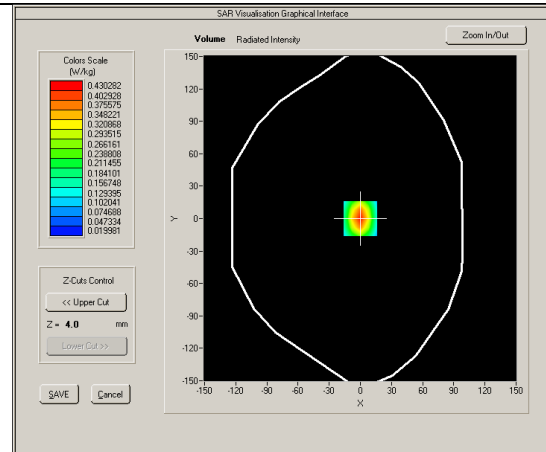 SAR Visualisation Graphical Interface
Volume Radiated Intensity
Zoom In/Out
Colors Scale
(W/kg)
0.430282
0.402928
0.375575
0.348221
0.320868
0.293515
0.266161
0.238808
0.211455
0.184101
0.156748
0.129395
0.102041
0.074688
0.047334
0.019981
Z-Cuts Control
<< Upper Cut
Z = 4.0 mm
Lower Cut >>
SAVE Cancel
150
120
90
60
30
0
-30
-60
-90
-120
-150
Y
-150 -120 -90 -60 -30 0 30 60 90 120 150
X